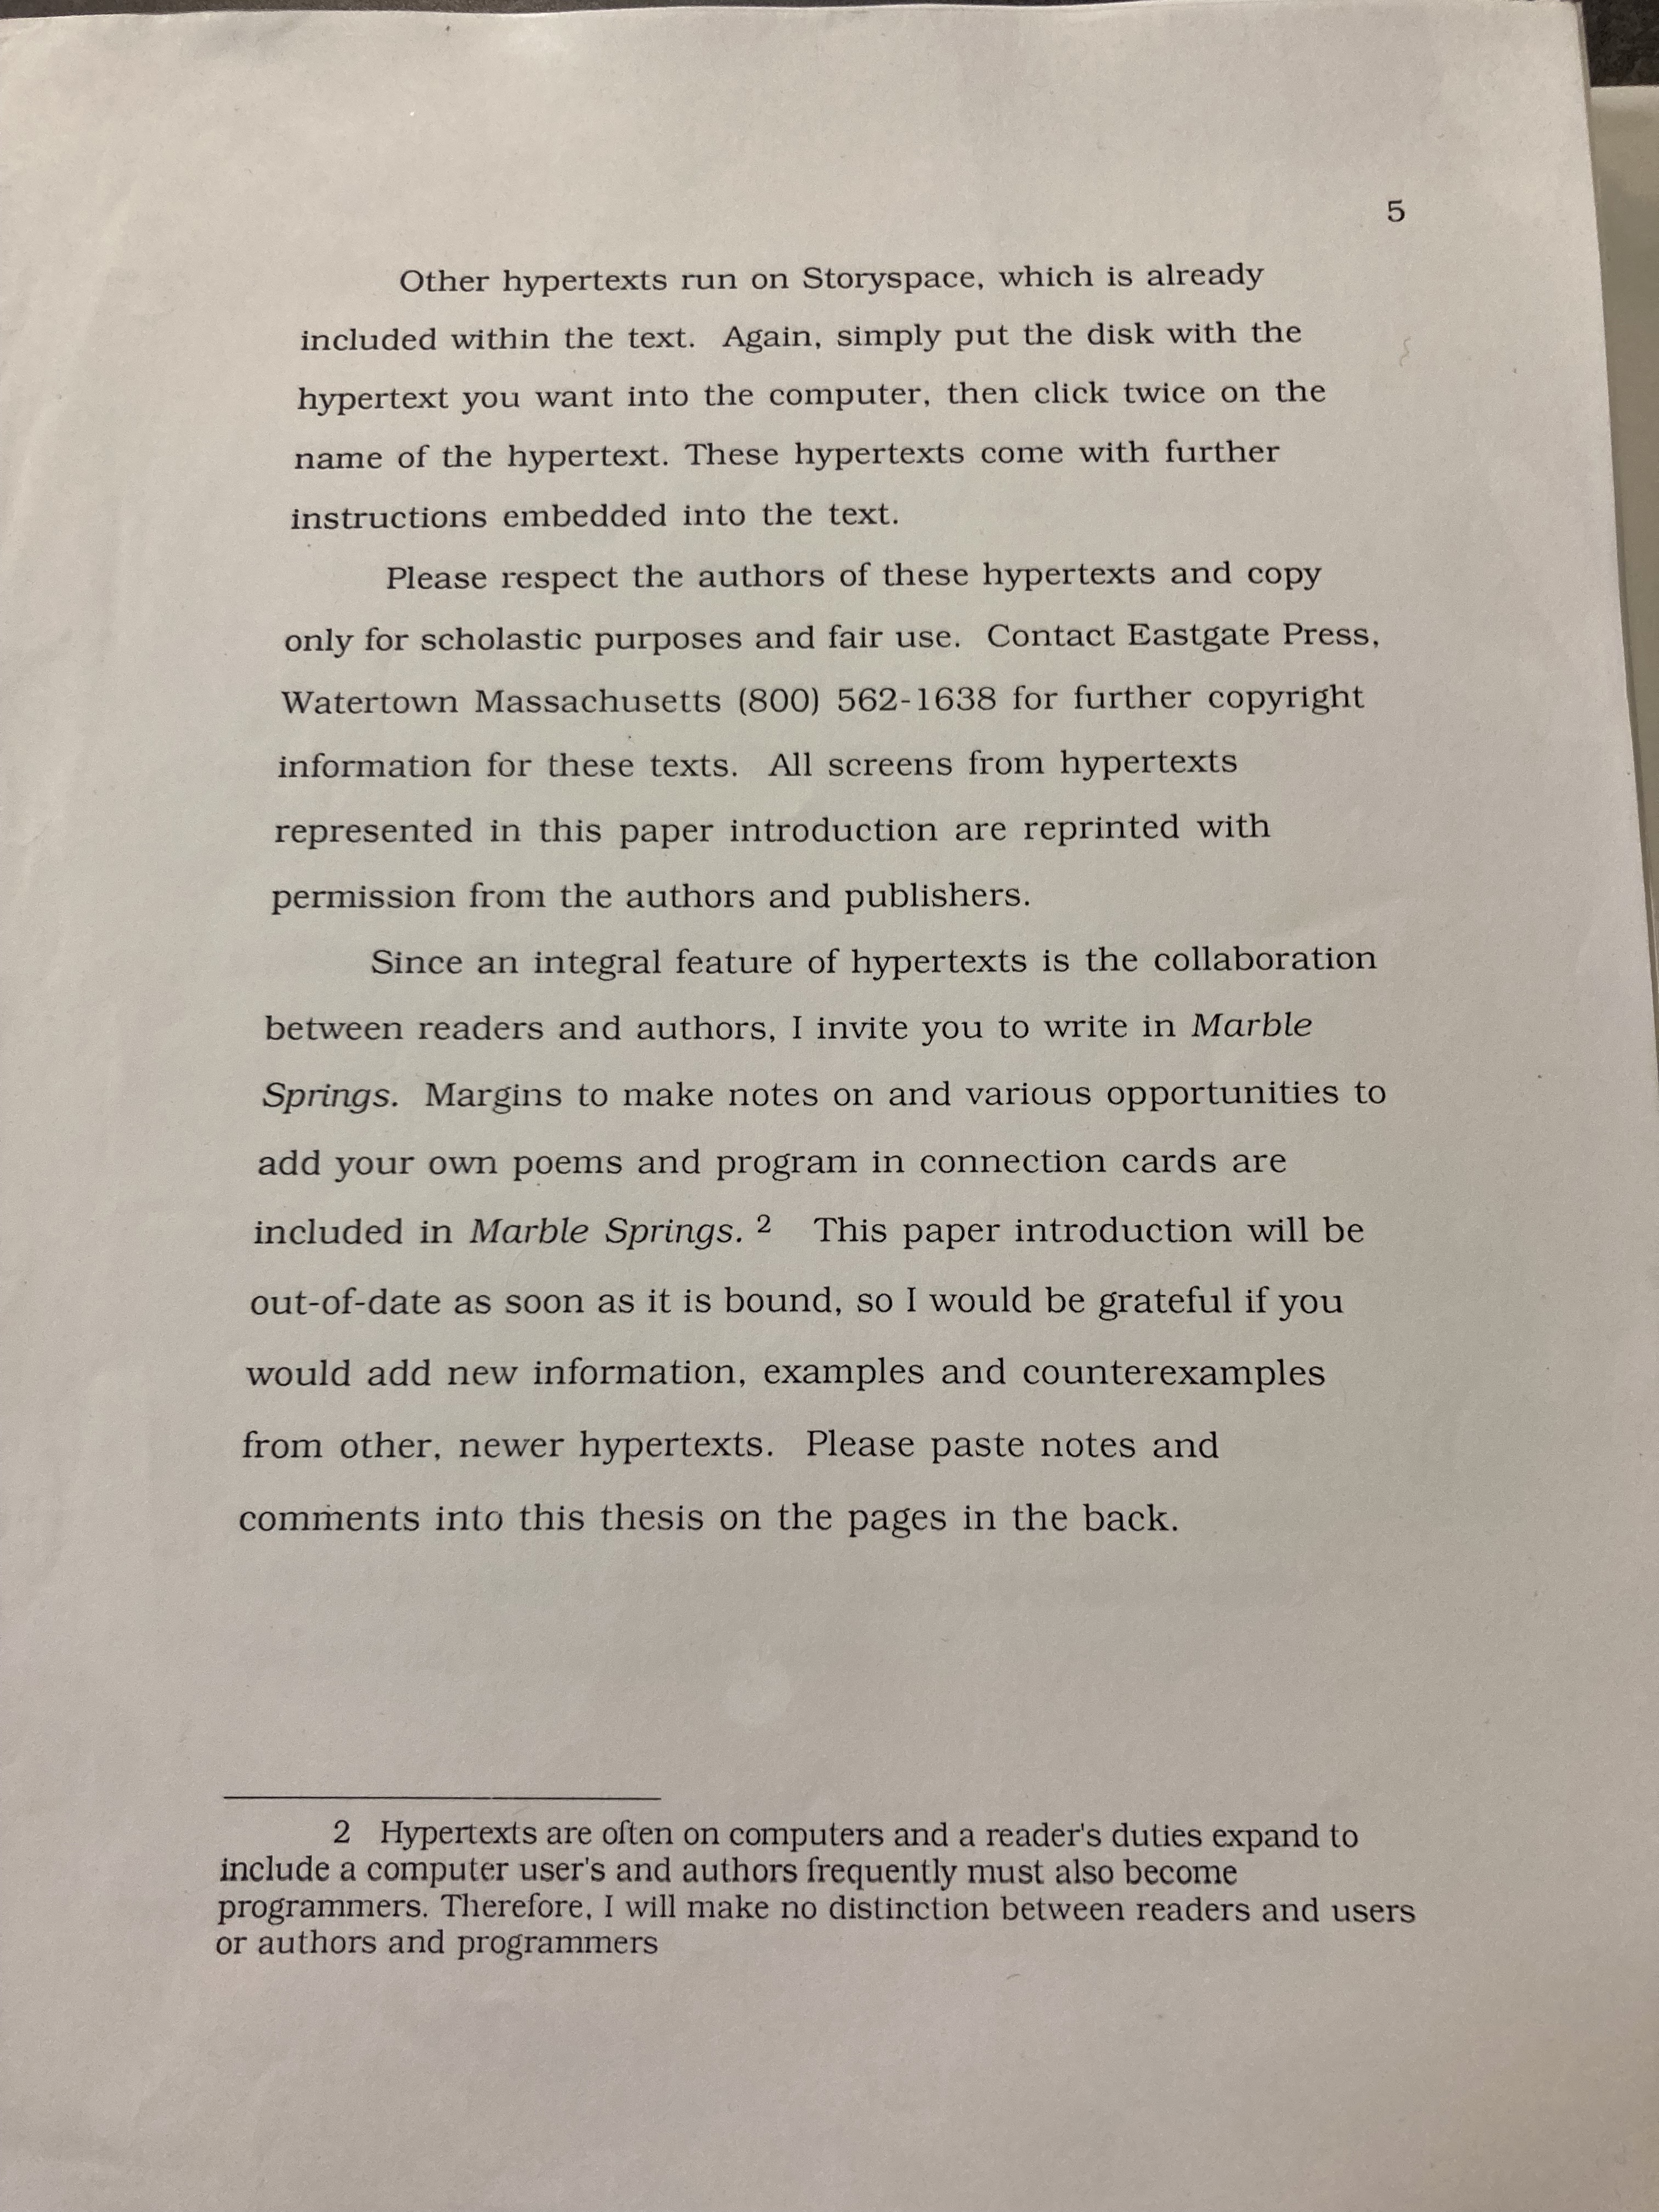 5
Other hypertexts run on Storyspace, which is already
included within the text. Again, simply put the disk with the
hypertext you want into the computer, then click twice on the
name of the hypertext. These hypertexts come with further
instructions embedded into the text.
Please respect the authors of these hypertexts and copy
only for scholastic purposes and fair use. Contact Eastgate Press,
Watertown Massachusetts (800) 562-1638 for further copyright
information for these texts. All screens from hypertexts
represented in this paper introduction are reprinted with
permission from the authors and publishers.
Since an integral feature of hypertexts is the collaboration
between readers and authors, I invite you to write in Marble
Springs. Margins to make notes on and various opportunities to
add your own poems and program in connection cards are
included in Marble Springs. 2 This paper introduction will be
out-of-date as soon as it is bound, so I would be grateful if you
would add new information, examples and counterexamples
from other, newer hypertexts. Please paste notes and
comments into this thesis on the pages in the back.
2 Hypertexts are often on computers and a reader's duties expand to
include a computer user's and authors frequently must also become
programmers. Therefore, I will make no distinction between readers and users
or authors and programmers